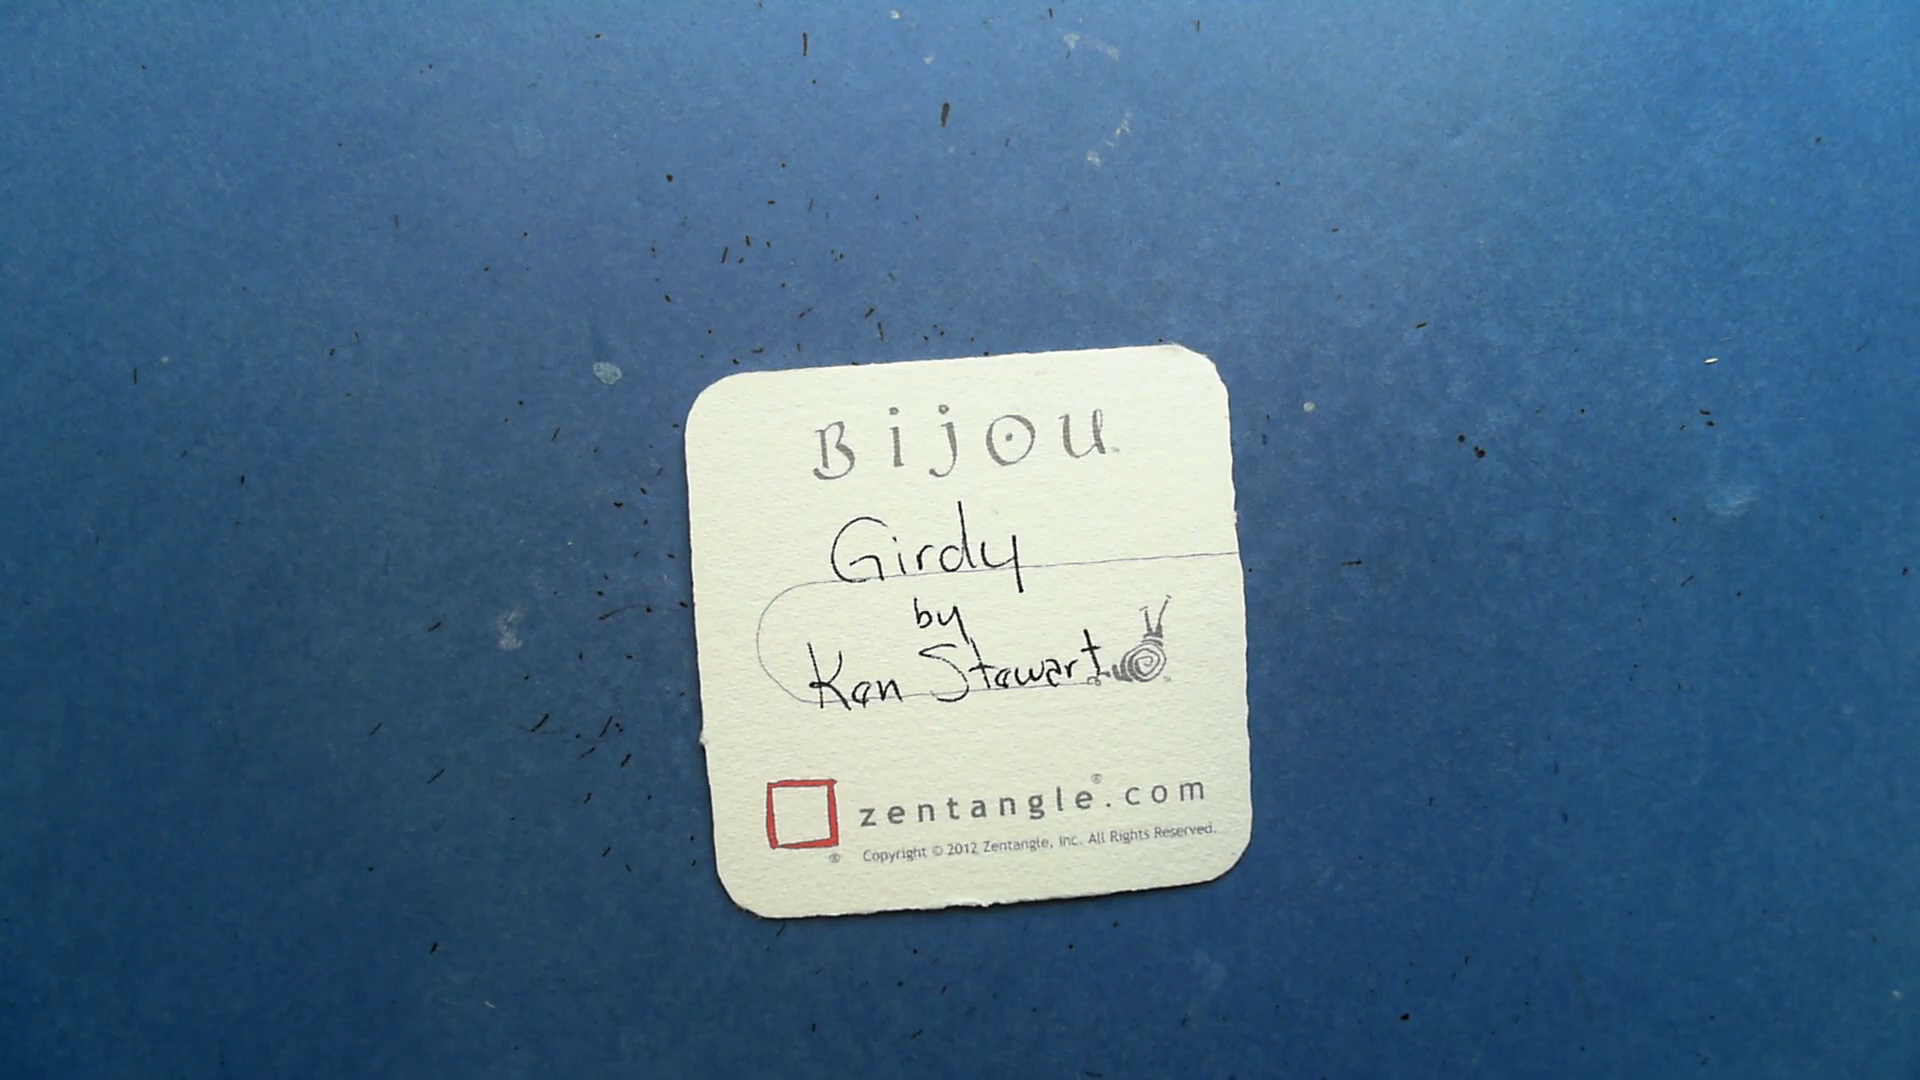 BijOU
Girdy
by
Ken Stewart
zentangle®.com
® Copyright © 2012 Zentangle, Inc. All Rights Reserved.